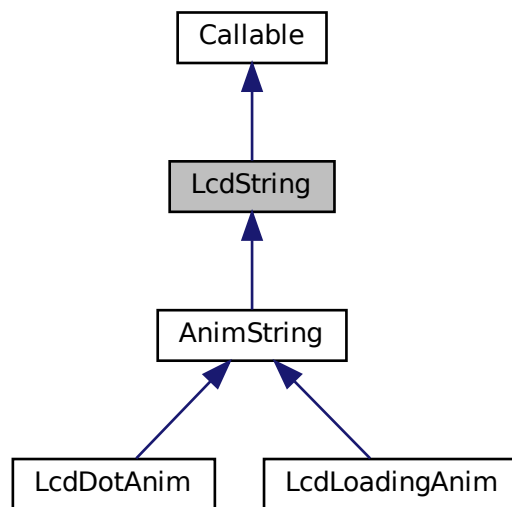 Callable
LcdString
AnimString
LcdDotAnim
LcdLoadingAnim